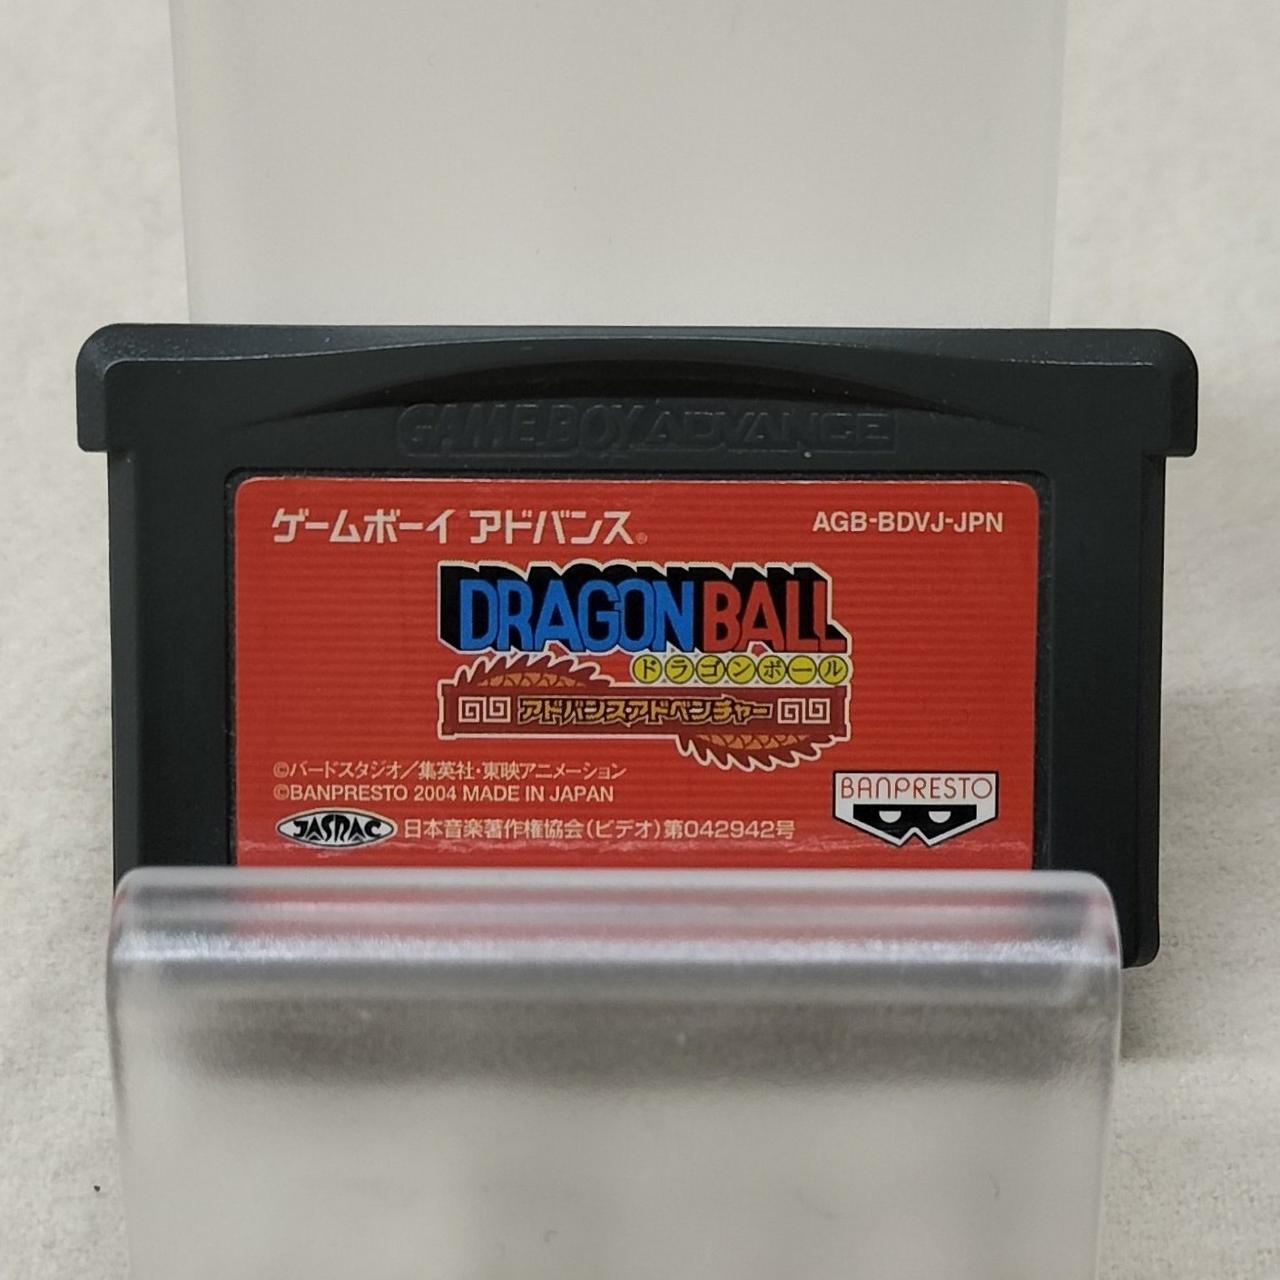 GAME BOY ADVANCE
ゲームボーイ アドバンス®
AGB-BDVJ-JPN
DRAGON BALL
ドラゴンボール
アドバンスアドベンチャー
©バードスタジオ／集英社・東映アニメーション
©BANPRESTO 2004 MADE IN JAPAN
BANPRESTO
JASRAC 日本音楽著作権協会(ビデオ)第042942号